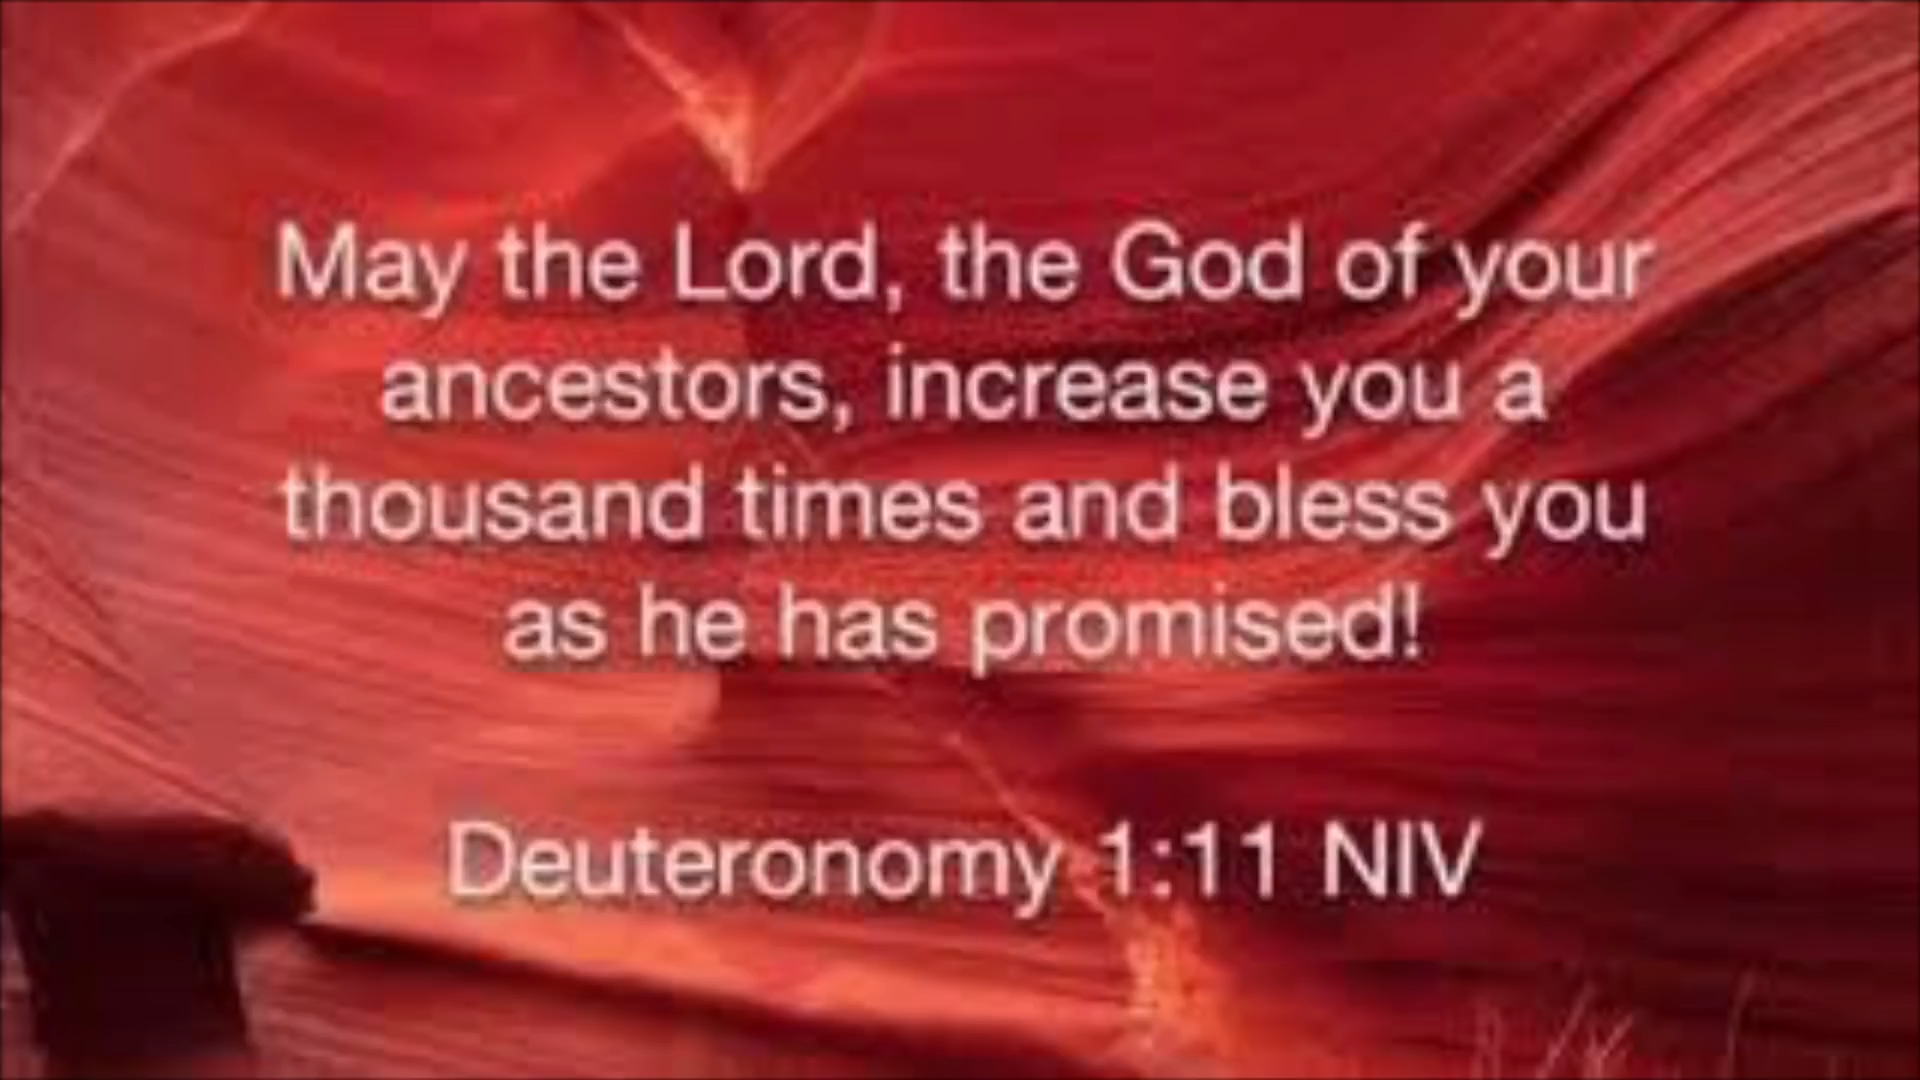 May the Lord, the God of your
ancestors, increase you a
thousand times and bless you
as he has promised!
Deuteronomy 1:11 NIV